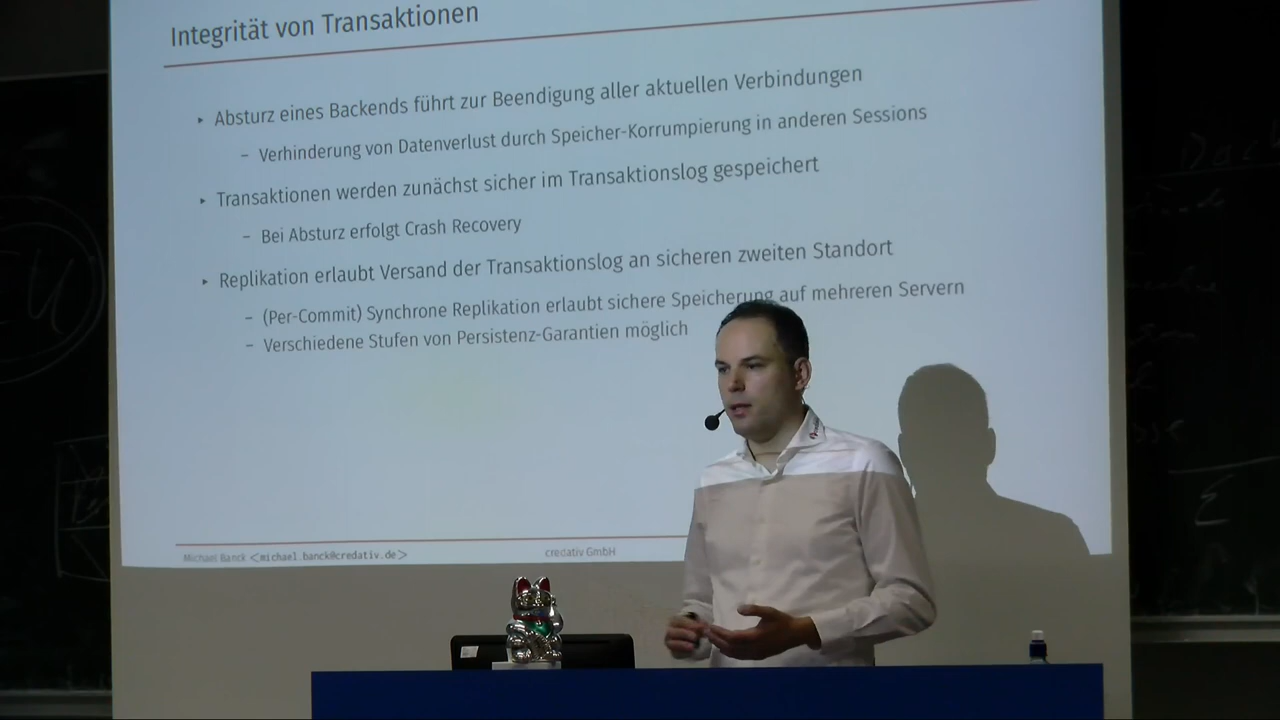 Integrität von Transaktionen
▸ Absturz eines Backends führt zur Beendigung aller aktuellen Verbindungen
– Verhinderung von Datenverlust durch Speicher-Korrumpierung in anderen Sessions
▸ Transaktionen werden zunächst sicher im Transaktionslog gespeichert
– Bei Absturz erfolgt Crash Recovery
▸ Replikation erlaubt Versand der Transaktionslog an sicheren zweiten Standort
– (Per-Commit) Synchrone Replikation erlaubt sichere Speicherung auf mehreren Servern
– Verschiedene Stufen von Persistenz-Garantien möglich
Michael Banck <michael.banck@credativ.de>
credativ GmbH